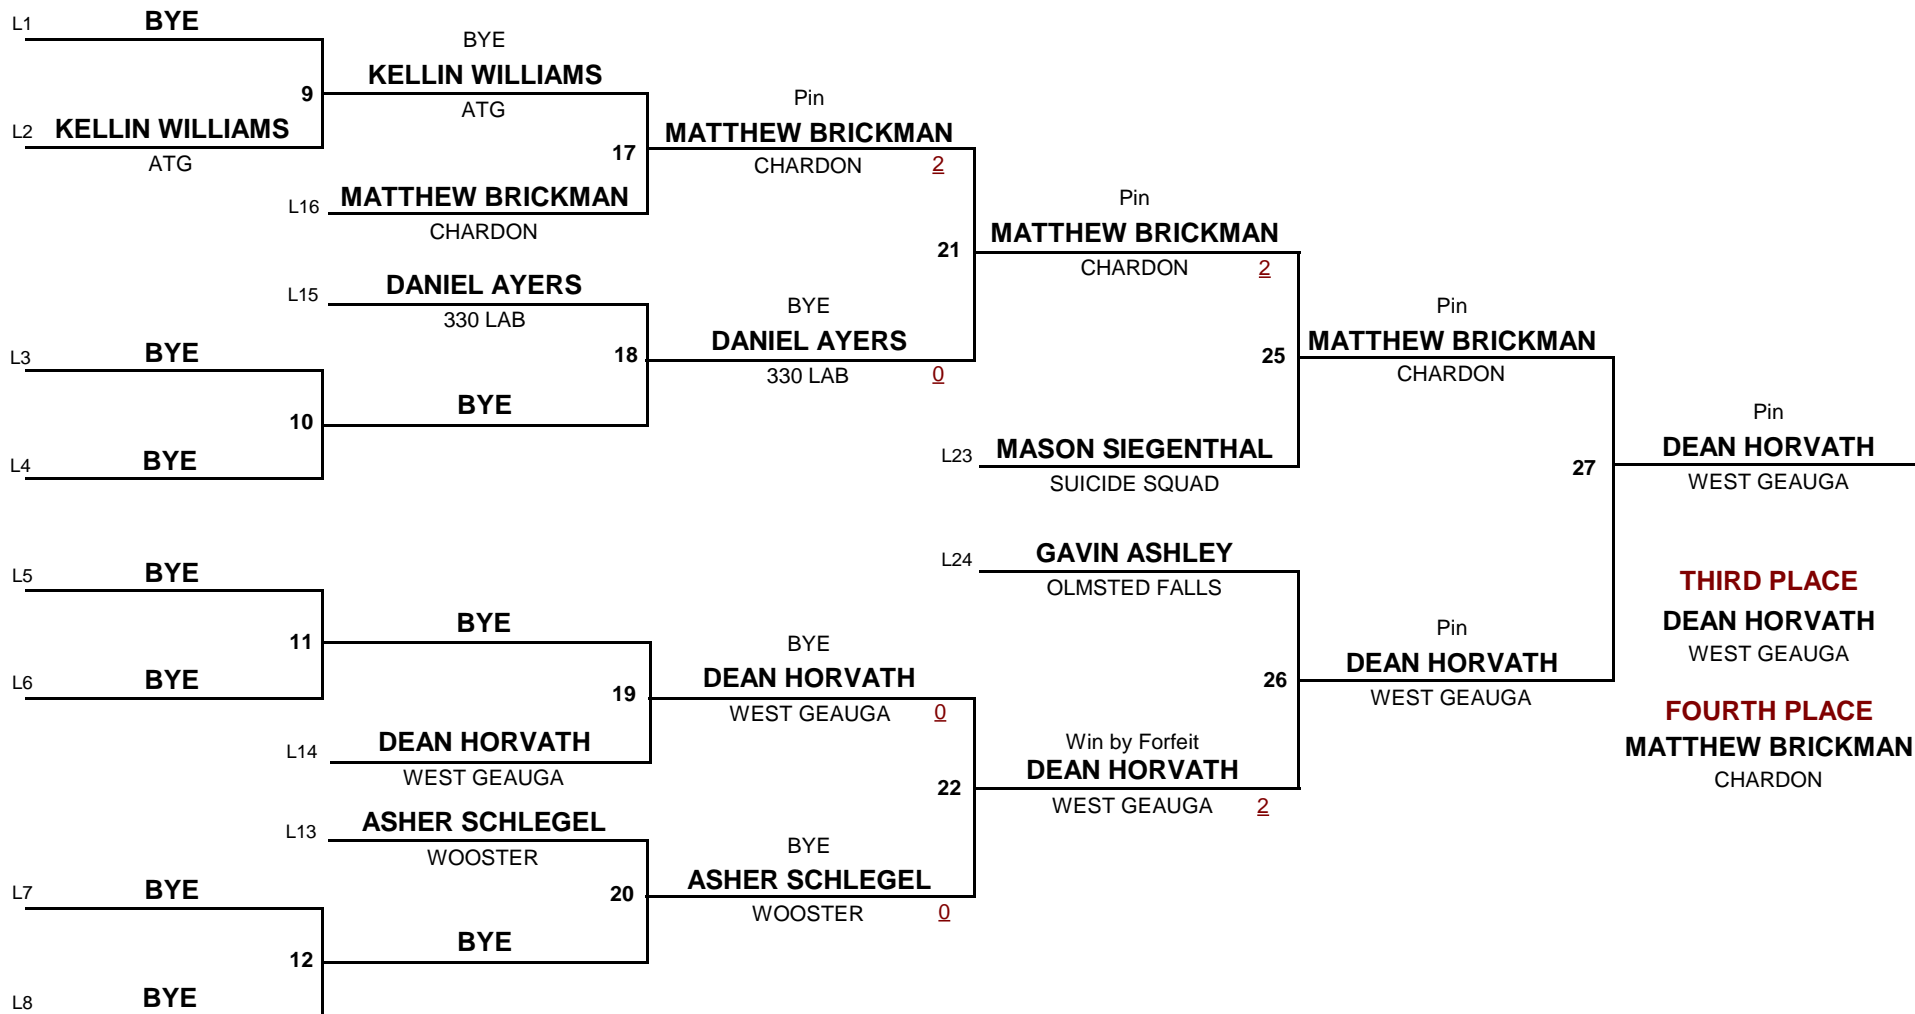 L1 BYE
BYE
KELLIN WILLIAMS
9
ATG
L2 KELLIN WILLIAMS
ATG
Pin
MATTHEW BRICKMAN
17
CHARDON 2
L16 MATTHEW BRICKMAN
CHARDON
Pin
MATTHEW BRICKMAN
21
CHARDON 2
L15 DANIEL AYERS
330 LAB
BYE
DANIEL AYERS
18
330 LAB 0
L3 BYE
10
BYE
L4 BYE
Pin
MATTHEW BRICKMAN
25
CHARDON
L23 MASON SIEGENTHAL
SUICIDE SQUAD
Pin
DEAN HORVATH
27
WEST GEAUGA
L24 GAVIN ASHLEY
OLMSTED FALLS
L5 BYE
BYE
11
L6 BYE
BYE
DEAN HORVATH
19
WEST GEAUGA 0
L14 DEAN HORVATH
WEST GEAUGA
Pin
DEAN HORVATH
26
WEST GEAUGA
THIRD PLACE
DEAN HORVATH
WEST GEAUGA
FOURTH PLACE
MATTHEW BRICKMAN
CHARDON
Win by Forfeit
DEAN HORVATH
22
WEST GEAUGA 2
L13 ASHER SCHLEGEL
WOOSTER
BYE
ASHER SCHLEGEL
20
WOOSTER 0
L7 BYE
BYE
12
L8 BYE